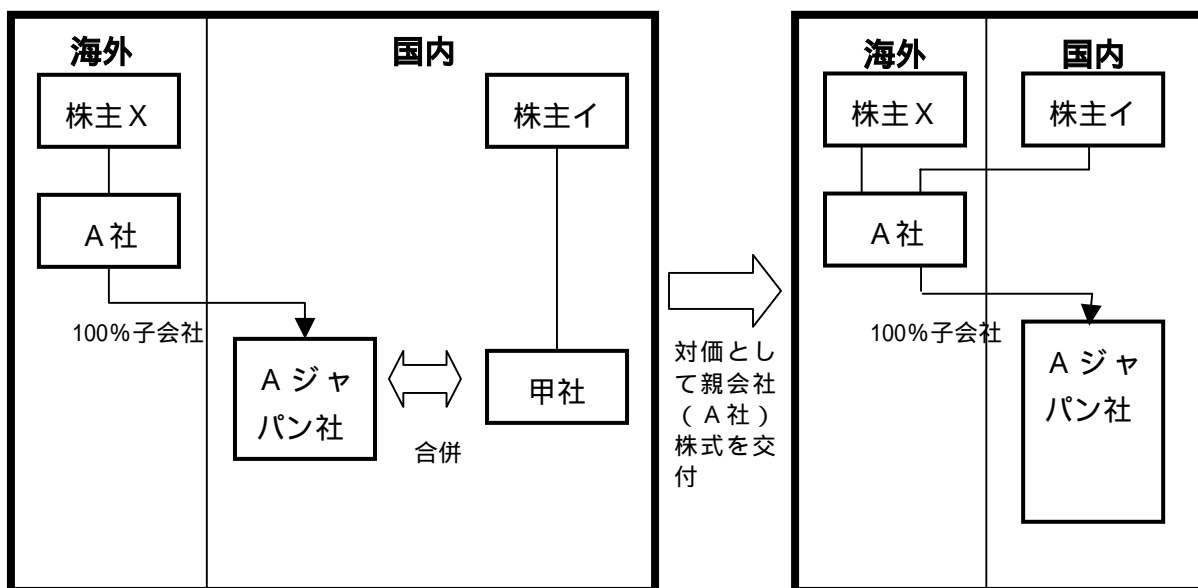 海外
国内
株主X
株主イ
A社
100%子会社
A ジャ
パン社
合併
甲社
対価とし
て親会社
(A社)
株式を交
付
海外
国内
株主X
株主イ
A社
100%子会社
A ジャ
パン社